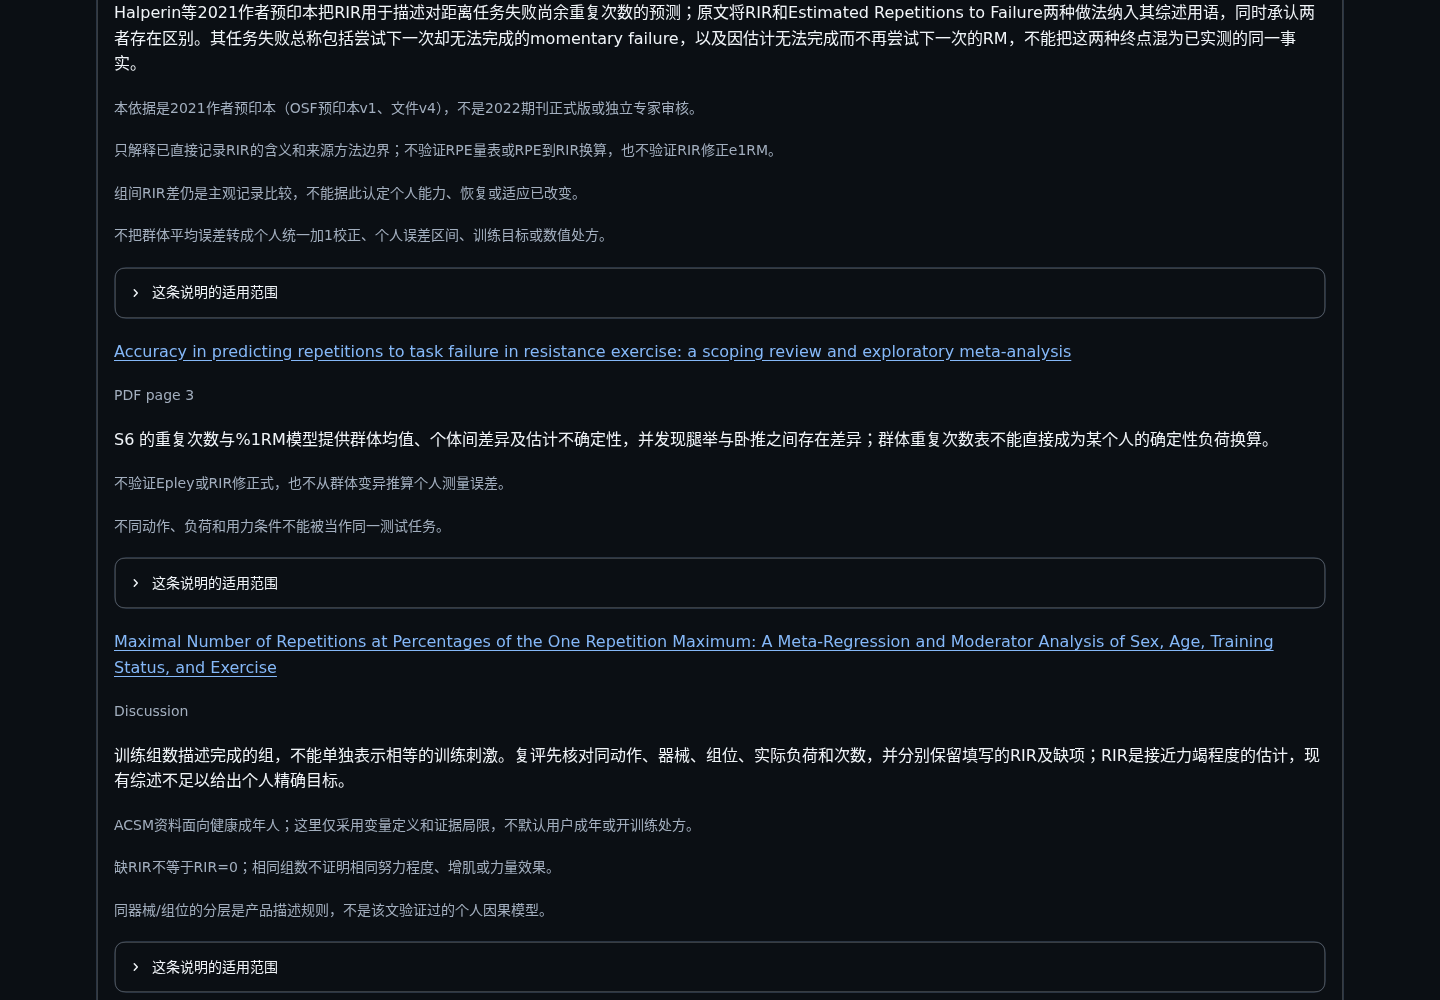 Halperin等2021作者预印本把RIR用于描述对距离任务失败尚余重复次数的预测；原文将RIR和Estimated Repetitions to Failure两种做法纳入其综述用语，同时承认两
者存在区别。其任务失败总称包括尝试下一次却无法完成的momentary failure，以及因估计无法完成而不再尝试下一次的RM，不能把这两种终点混为已实测的同一事
实。
本依据是2021作者预印本（OSF预印本v1、文件v4），不是2022期刊正式版或独立专家审核。
只解释已直接记录RIR的含义和来源方法边界；不验证RPE量表或RPE到RIR换算，也不验证RIR修正e1RM。
组间RIR差仍是主观记录比较，不能据此认定个人能力、恢复或适应已改变。
不把群体平均误差转成个人统一加1校正、个人误差区间、训练目标或数值处方。
› 这条说明的适用范围
Accuracy in predicting repetitions to task failure in resistance exercise: a scoping review and exploratory meta-analysis
PDF page 3
S6 的重复次数与%1RM模型提供群体均值、个体间差异及估计不确定性，并发现腿举与卧推之间存在差异；群体重复次数表不能直接成为某个人的确定性负荷换算。
不验证Epley或RIR修正式，也不从群体变异推算个人测量误差。
不同动作、负荷和用力条件不能被当作同一测试任务。
› 这条说明的适用范围
Maximal Number of Repetitions at Percentages of the One Repetition Maximum: A Meta-Regression and Moderator Analysis of Sex, Age, Training
Status, and Exercise
Discussion
训练组数描述完成的组，不能单独表示相等的训练刺激。复评先核对同动作、器械、组位、实际负荷和次数，并分别保留填写的RIR及缺项；RIR是接近力竭程度的估计，现
有综述不足以给出个人精确目标。
ACSM资料面向健康成年人；这里仅采用变量定义和证据局限，不默认用户成年或开训练处方。
缺RIR不等于RIR=0；相同组数不证明相同努力程度、增肌或力量效果。
同器械/组位的分层是产品描述规则，不是该文验证过的个人因果模型。
› 这条说明的适用范围